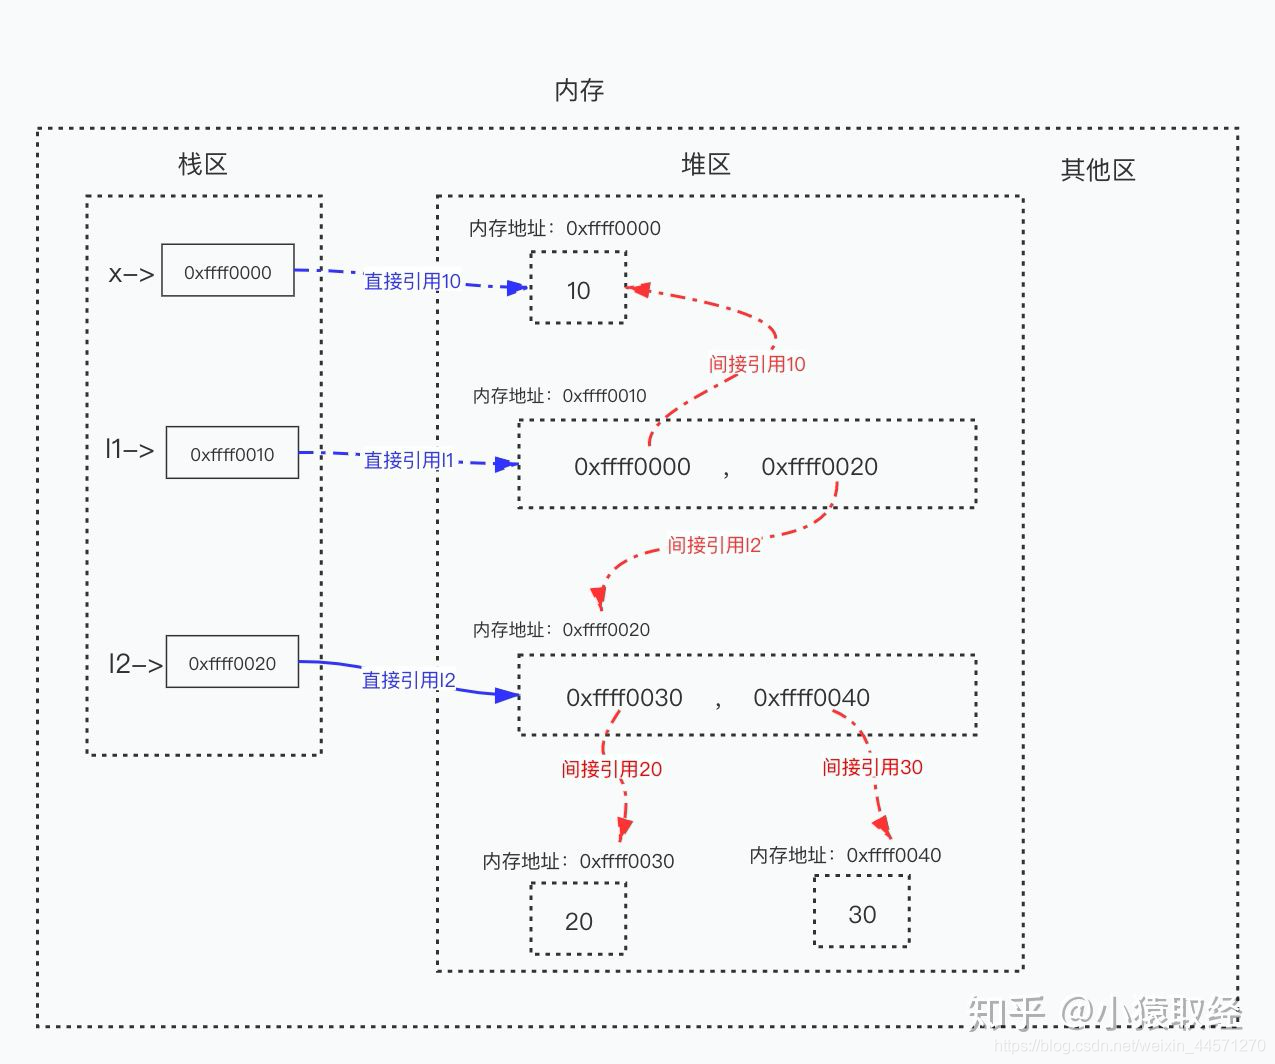 内存
栈区
堆区
其他区
内存地址：0xffff0000
x->
0xffff0000
直接引用10
10
间接引用10
内存地址：0xffff0010
l1->
0xffff0010
直接引用l1
0xffff0000 ， 0xffff0020
间接引用l2
内存地址：0xffff0020
l2->
0xffff0020
直接引用l2
0xffff0030 ， 0xffff0040
间接引用20
间接引用30
内存地址：0xffff0030
内存地址：0xffff0040
20
30
知乎 @小猿取经
https://blog.csdn.net/weixin_44571270